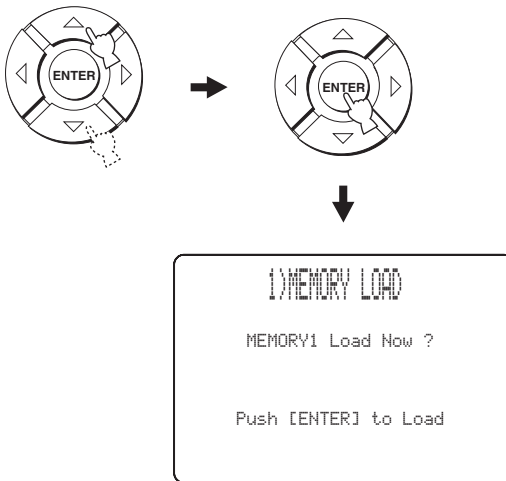 ENTER
ENTER
1)MEMORY LOAD
MEMORY1 Load Now ?
Push [ENTER] to Load